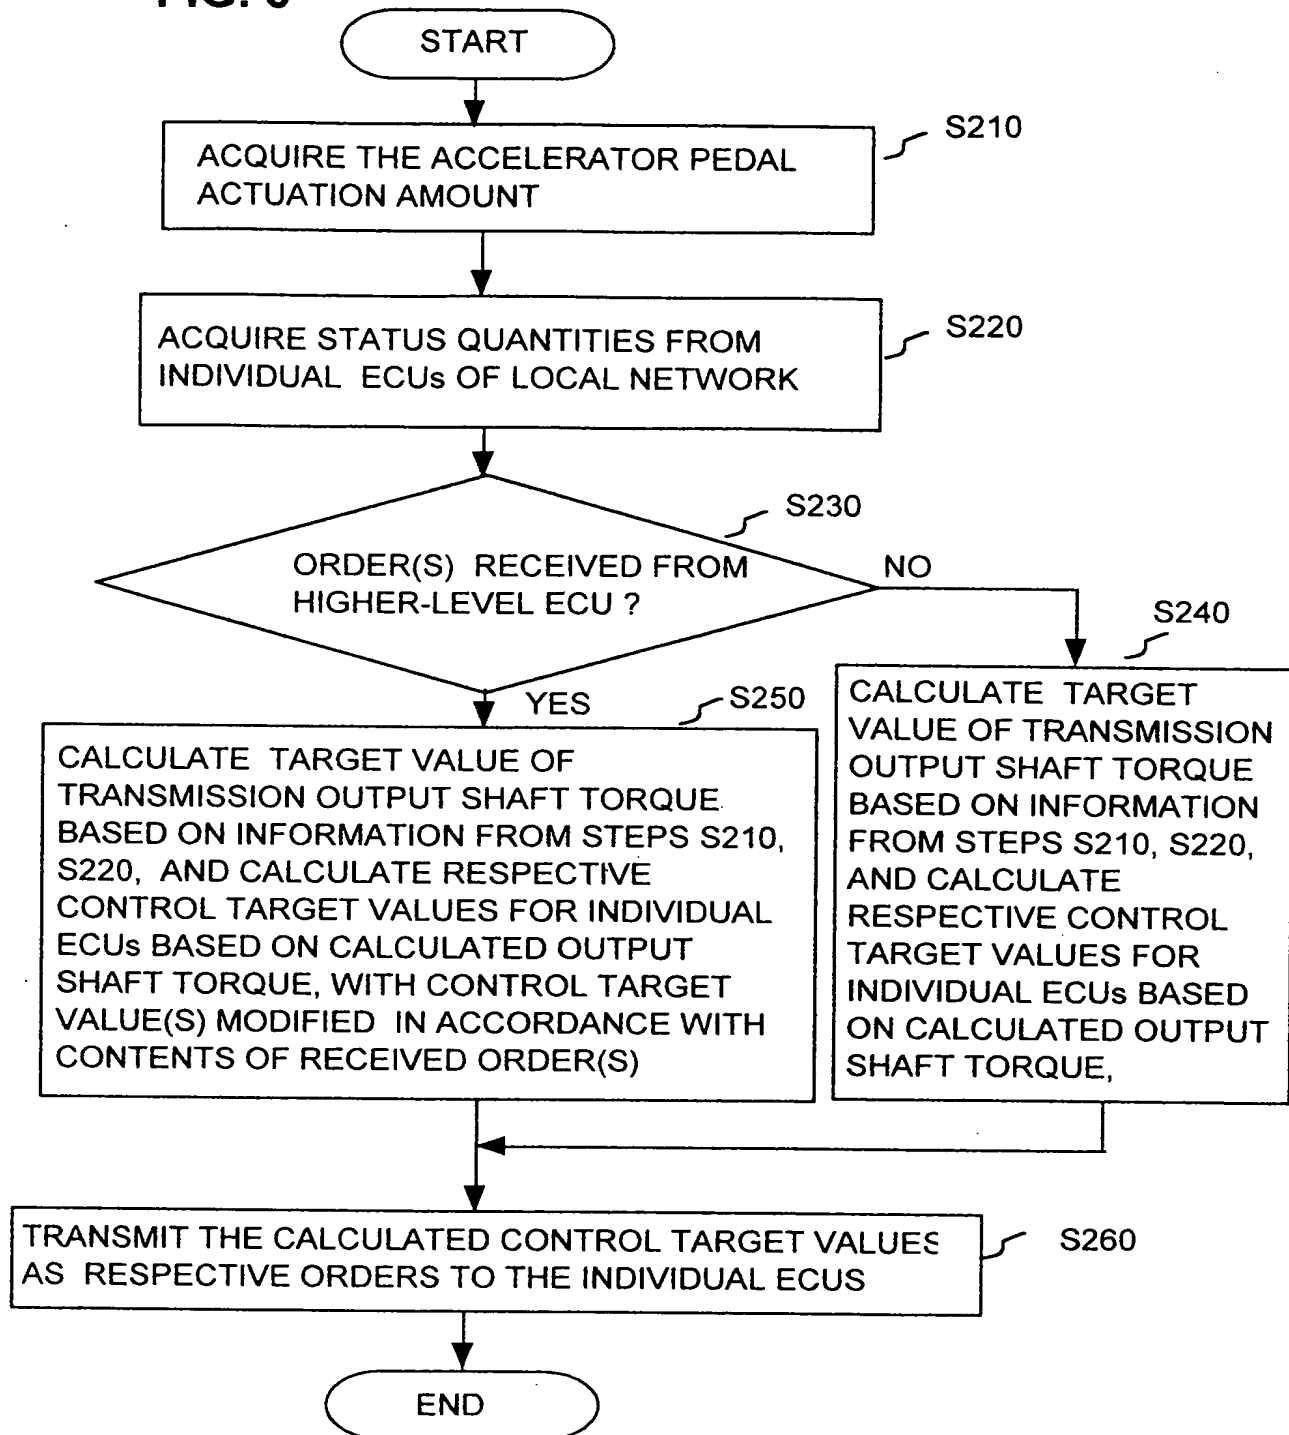 START
S210
ACQUIRE THE ACCELERATOR PEDAL
ACTUATION AMOUNT
S220
ACQUIRE STATUS QUANTITIES FROM
INDIVIDUAL ECUs OF LOCAL NETWORK
S230
ORDER(S) RECEIVED FROM
HIGHER-LEVEL ECU ?
NO
YES
S240
CALCULATE TARGET
VALUE OF TRANSMISSION
OUTPUT SHAFT TORQUE
BASED ON INFORMATION
FROM STEPS S210, S220,
AND CALCULATE
RESPECTIVE CONTROL
TARGET VALUES FOR
INDIVIDUAL ECUs BASED
ON CALCULATED OUTPUT
SHAFT TORQUE,
S250
CALCULATE TARGET VALUE OF
TRANSMISSION OUTPUT SHAFT TORQUE
BASED ON INFORMATION FROM STEPS S210,
S220, AND CALCULATE RESPECTIVE
CONTROL TARGET VALUES FOR INDIVIDUAL
ECUs BASED ON CALCULATED OUTPUT
SHAFT TORQUE, WITH CONTROL TARGET
VALUE(S) MODIFIED IN ACCORDANCE WITH
CONTENTS OF RECEIVED ORDER(S)
TRANSMIT THE CALCULATED CONTROL TARGET VALUES
AS RESPECTIVE ORDERS TO THE INDIVIDUAL ECUS
S260
END